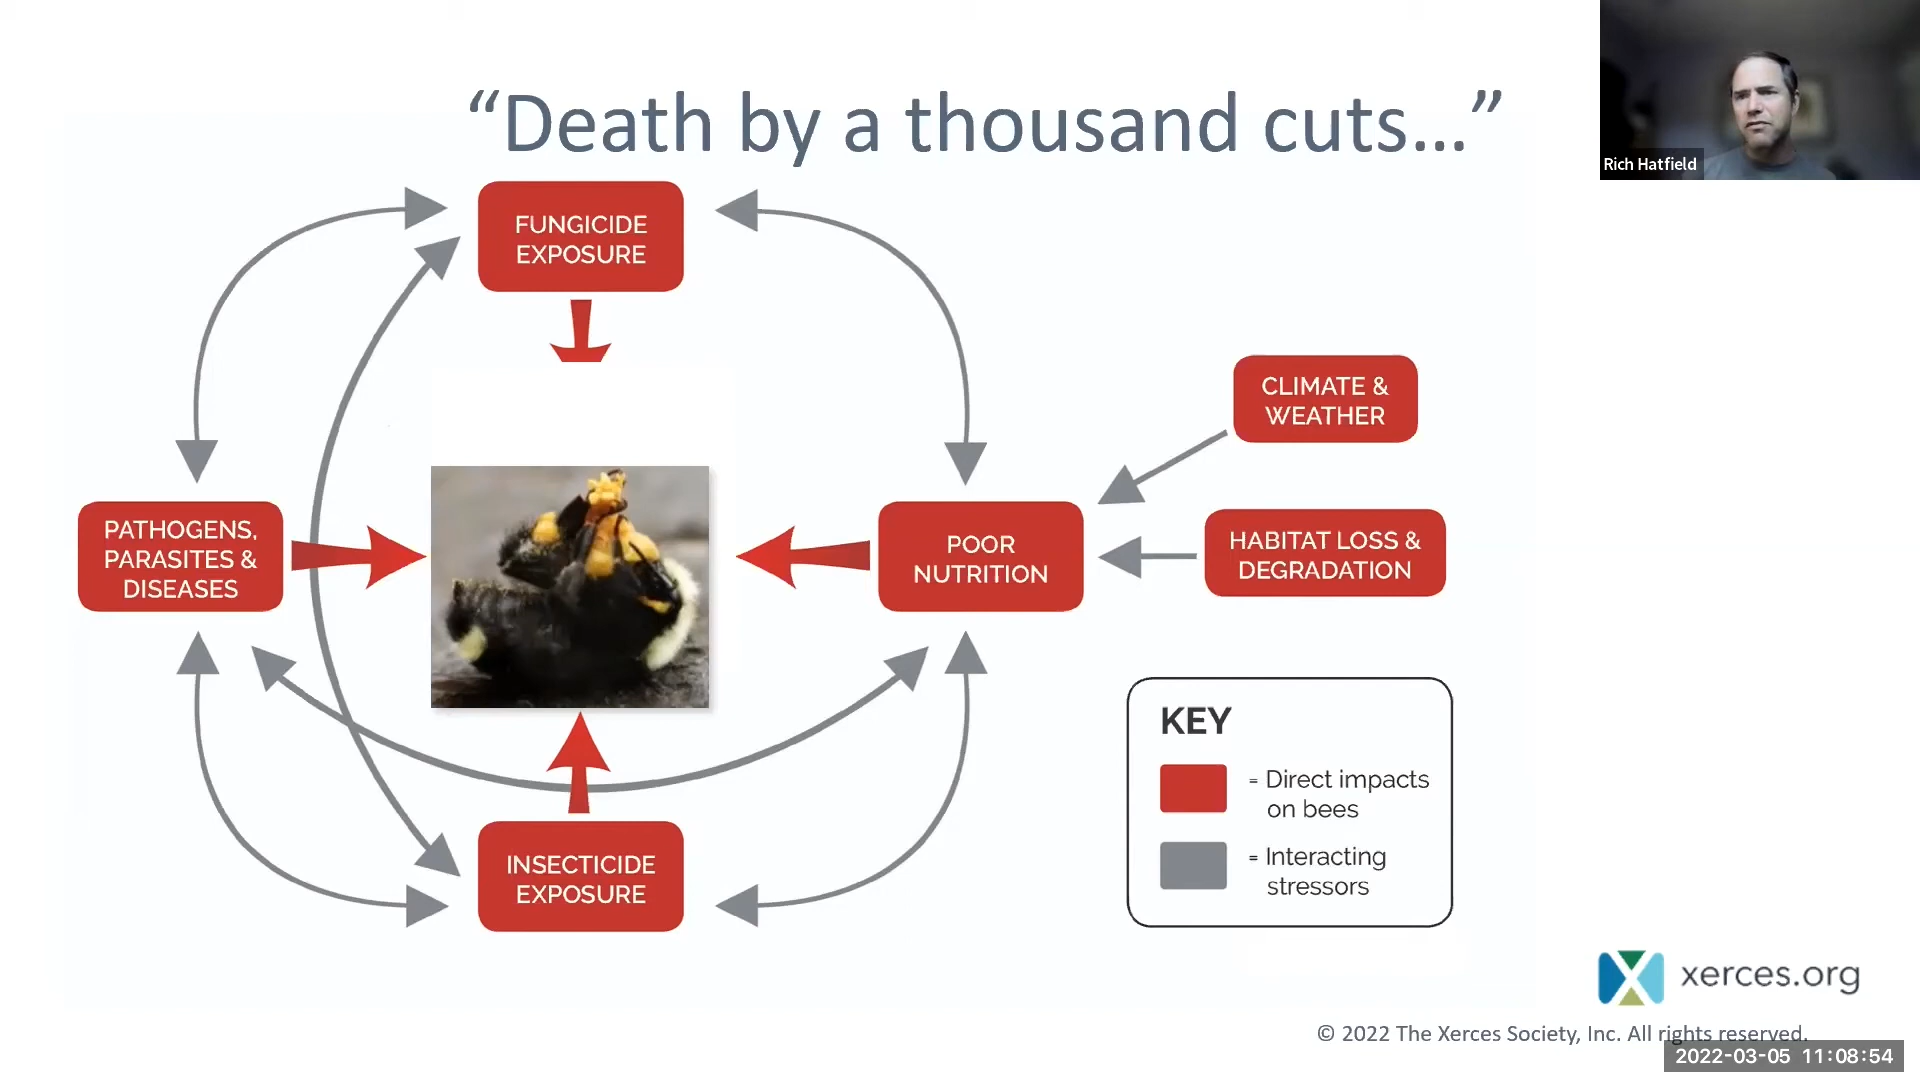 “Death by a thousand cuts...”
Rich Hatfield
FUNGICIDE
EXPOSURE
CLIMATE &
WEATHER
PATHOGENS,
PARASITES &
DISEASES
POOR
NUTRITION
HABITAT LOSS &
DEGRADATION
INSECTICIDE
EXPOSURE
KEY
= Direct impacts
on bees
= Interacting
stressors
xerces.org
© 2022 The Xerces Society, Inc. All rights reserved.
2022-03-05 11:08:54